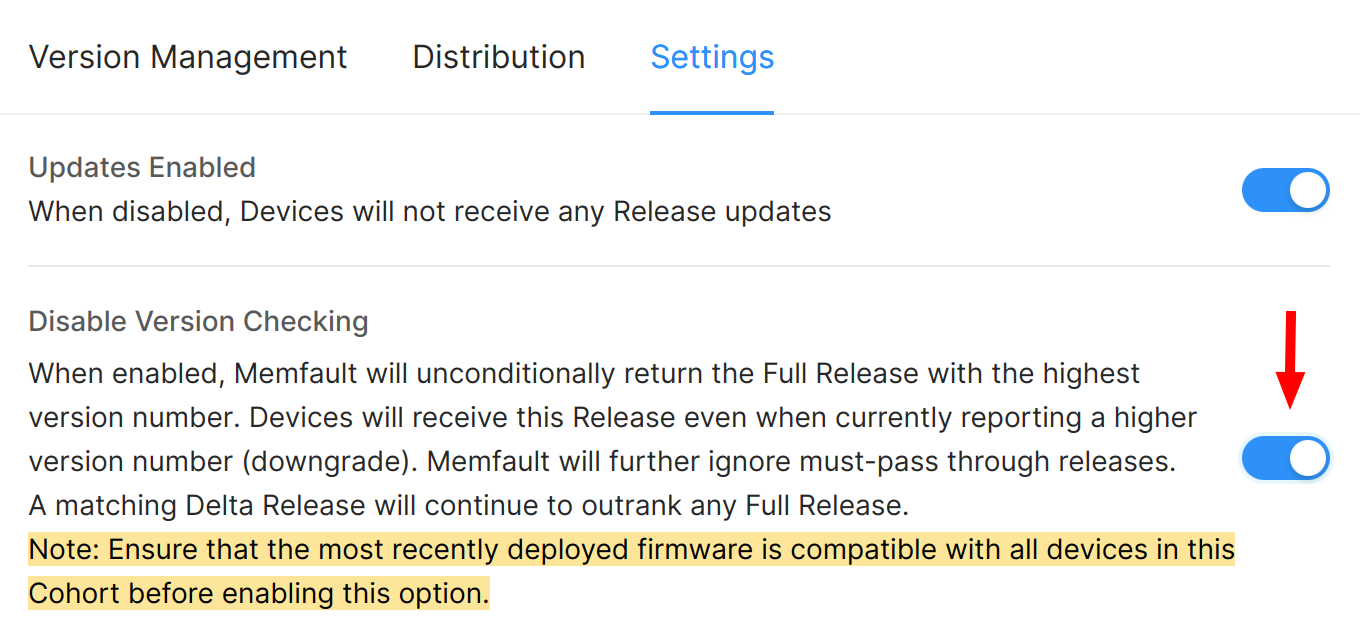 Version Management Distribution Settings
Updates Enabled
When disabled, Devices will not receive any Release updates
Disable Version Checking
When enabled, Memfault will unconditionally return the Full Release with the highest
version number. Devices will receive this Release even when currently reporting a higher
version number (downgrade). Memfault will further ignore must-pass through releases.
A matching Delta Release will continue to outrank any Full Release.
Note: Ensure that the most recently deployed firmware is compatible with all devices in this
Cohort before enabling this option.